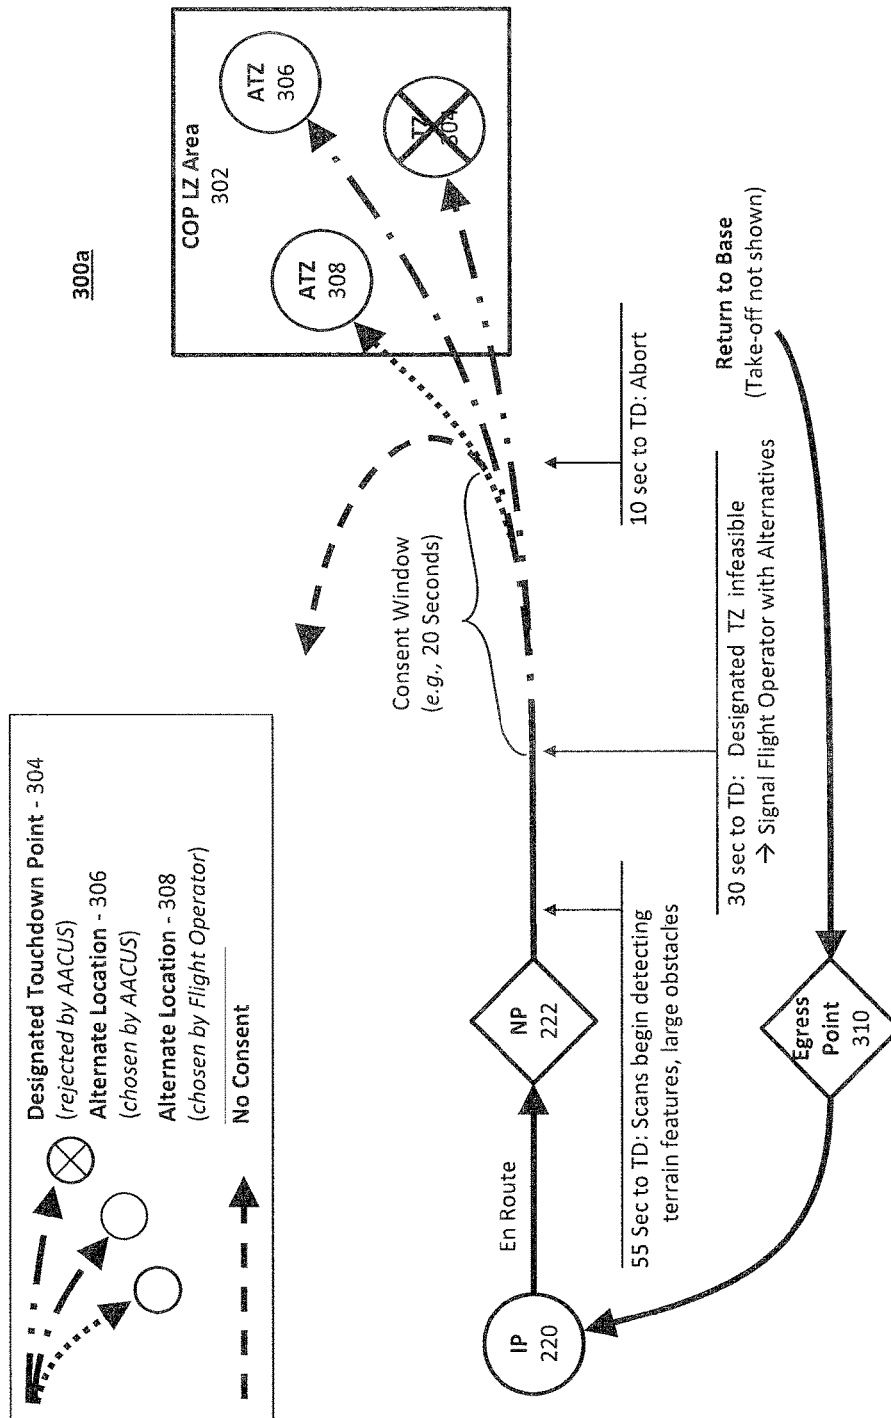 300a
Designated Touchdown Point - 304
(rejected by AACUS)
Alternate Location - 306
(chosen by AACUS)
Alternate Location - 308
(chosen by Flight Operator)
No Consent
COP LZ Area
302
ATZ
306
ATZ
308
TZ
304
Consent Window
(e.g., 20 Seconds)
En Route
IP
220
NP
222
55 Sec to TD: Scans begin detecting
terrain features, large obstacles
10 sec to TD: Abort
30 sec to TD: Designated TZ infeasible
→ Signal Flight Operator with Alternatives
Return to Base
(Take-off not shown)
Egress
Point
310